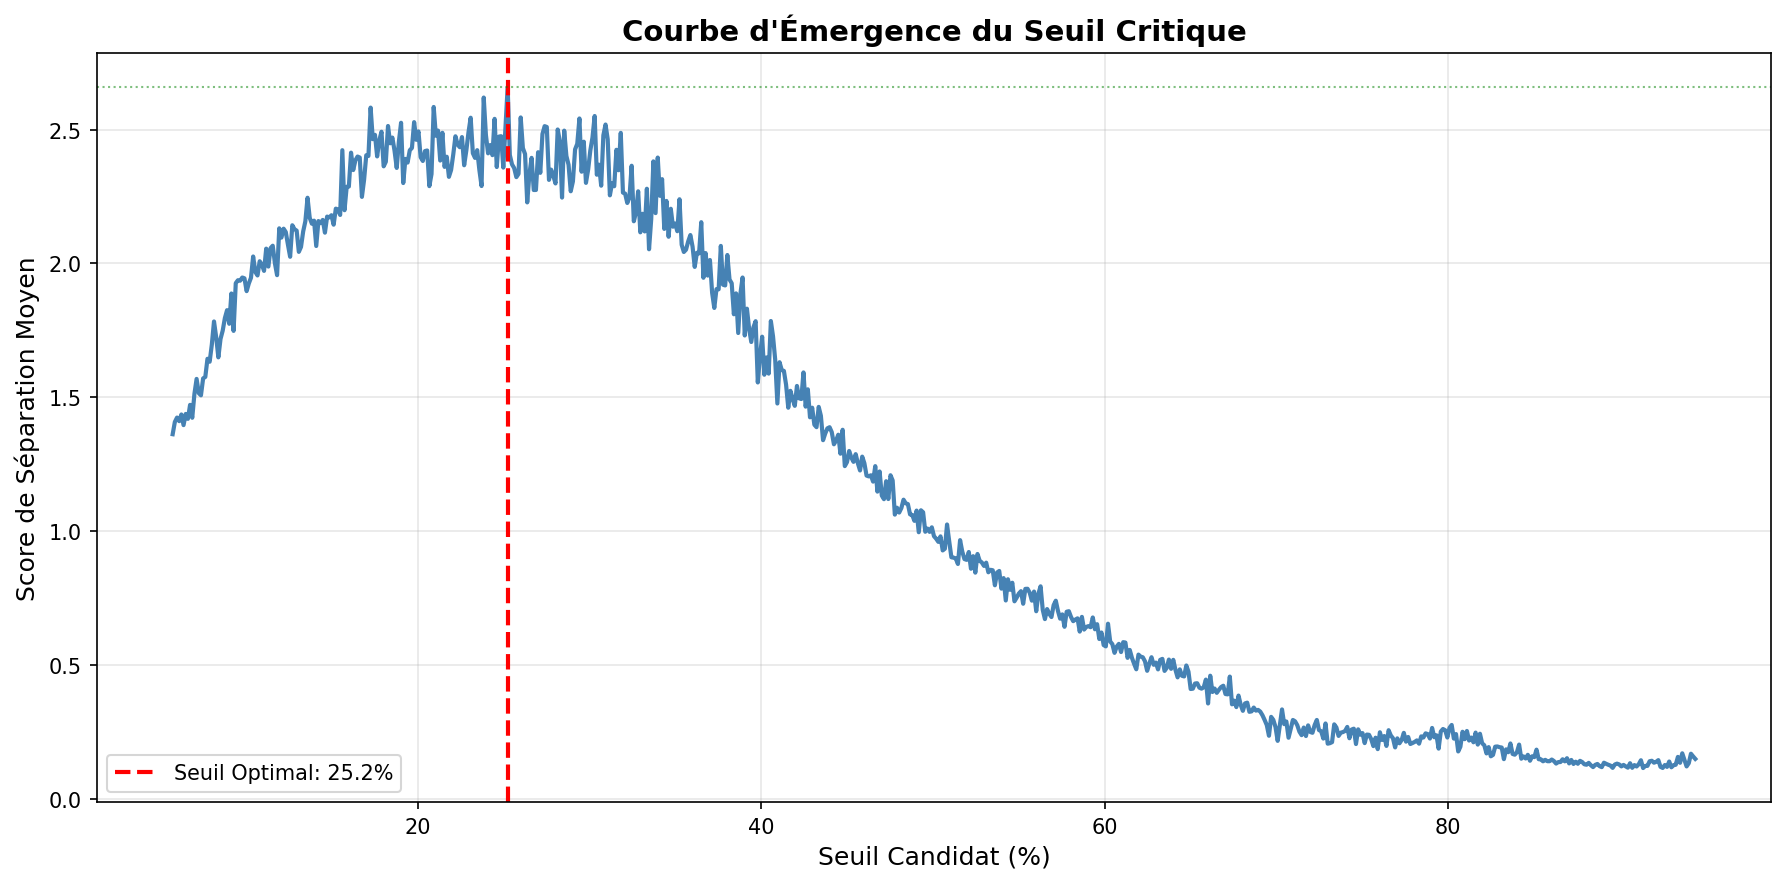 Courbe d'Émergence du Seuil Critique
Score de Séparation Moyen
2.5
2.0
1.5
1.0
0.5
0.0
Seuil Optimal: 25.2%
20
40
60
80
Seuil Candidat (%)